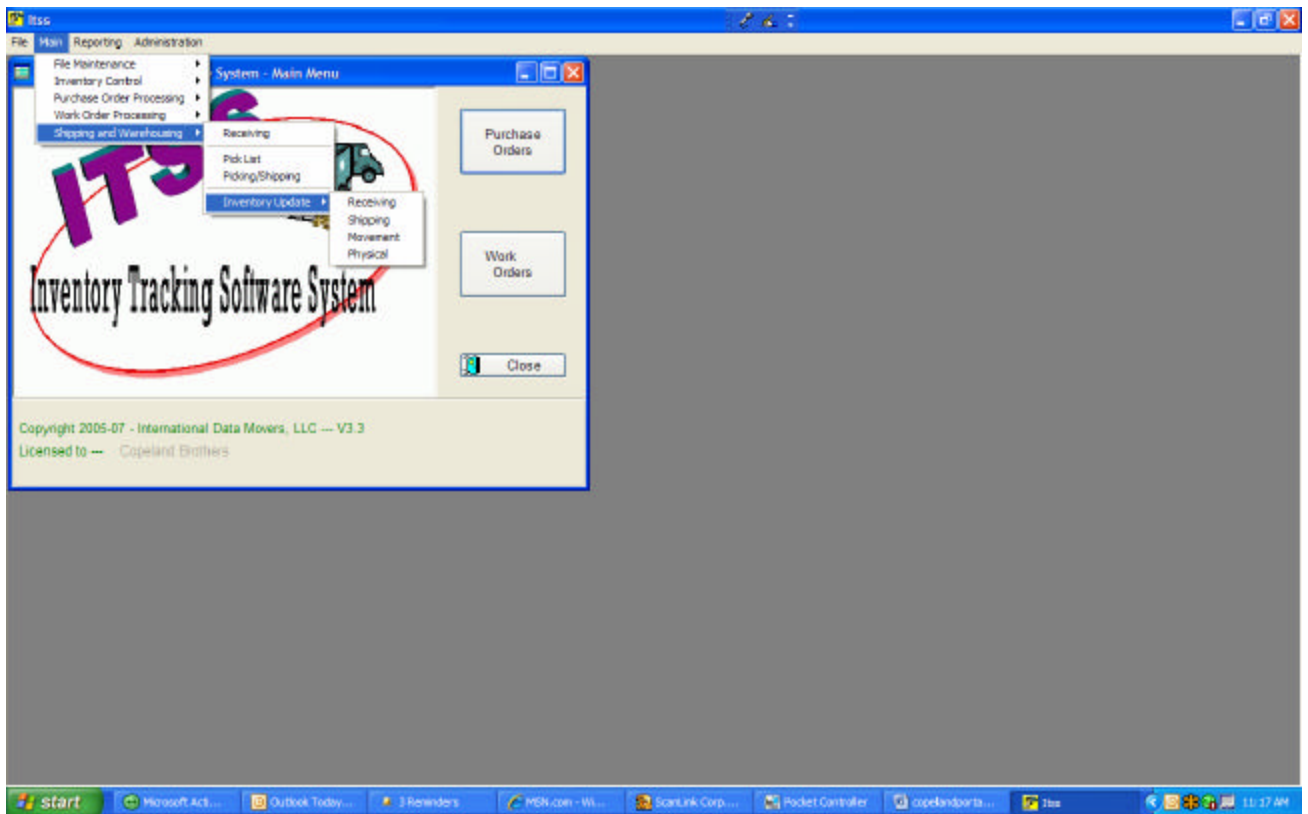 Itss
File Main Reporting Administration
System - Main Menu
File Maintenance
Inventory Control
Purchase Order Processing
Work Order Processing
Shipping and Warehousing
Receiving
Pick List
Picking/Shipping
Inventory Update
Receiving
Shipping
Movement
Physical
ITSS
Inventory Tracking Software System
Purchase
Orders
Work
Orders
Close
Copyright 2005-07 - International Data Movers, LLC --- V3.3
Licensed to --- Copeland Brothers
start Microsoft Acti... Outlook Today... 3 Reminders MSN.com - Wi... ScanLink Corp.... Pocket Controller copelandporta... Itss 11:17 AM